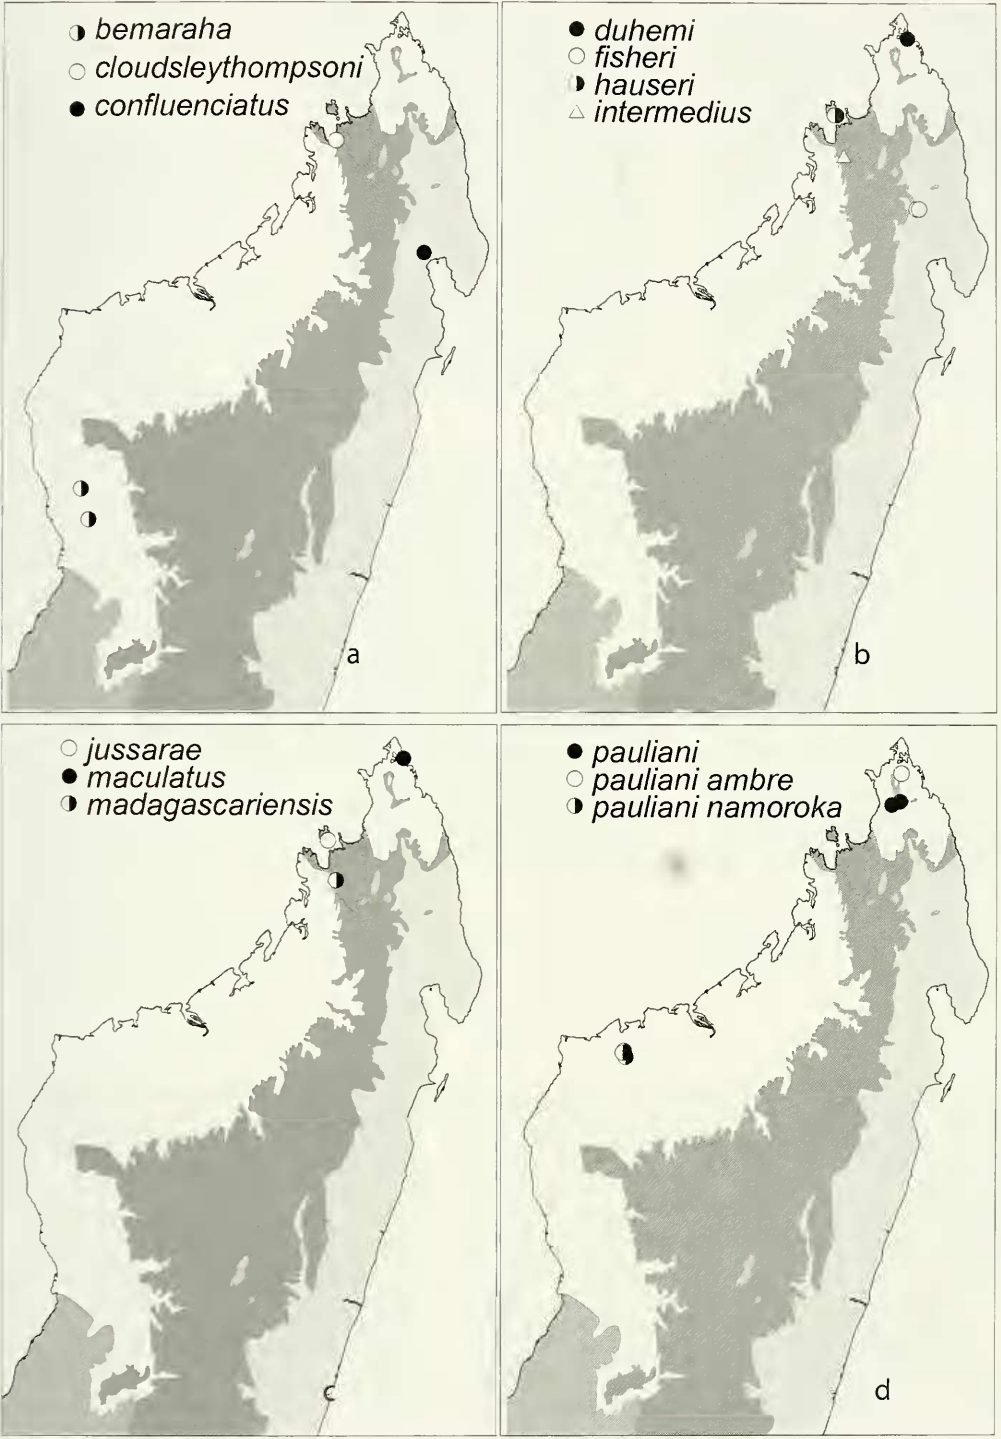 bemaraha
cloudsleythompsoni
confluenciatus
a
duhemi
fisheri
hauseri
intermedius
b
jussarae
maculatus
madagascariensis
c
pauliani
pauliani ambre
pauliani namoroka
d